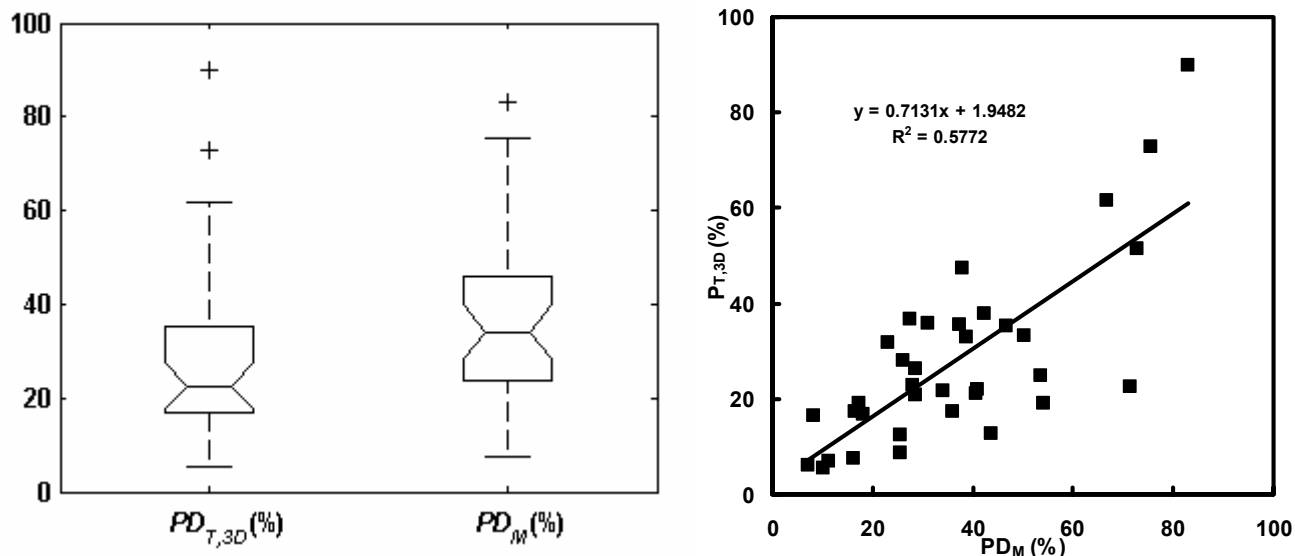 100
80
60
40
20
0
PD_T,3D(%)
PD_M(%)
100
80
60
40
20
0
P_T,3D (%)
y = 0.7131x + 1.9482
R² = 0.5772
0 20 40 60 80 100
PD_M (%)